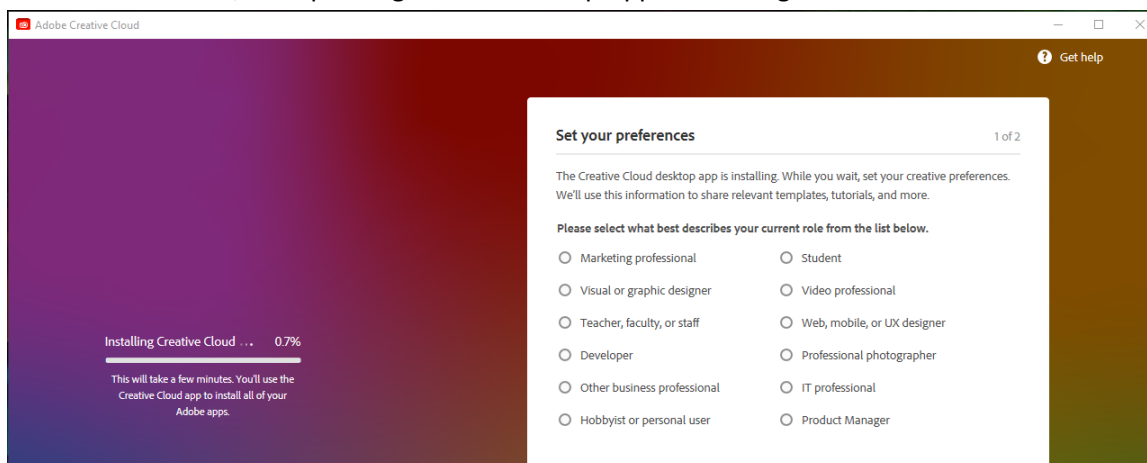 Adobe Creative Cloud
Get help
Set your preferences
1 of 2
The Creative Cloud desktop app is installing. While you wait, set your creative preferences.
We'll use this information to share relevant templates, tutorials, and more.
Please select what best describes your current role from the list below.
Marketing professional
Student
Visual or graphic designer
Video professional
Teacher, faculty, or staff
Web, mobile, or UX designer
Developer
Professional photographer
Other business professional
IT professional
Hobbyist or personal user
Product Manager
Installing Creative Cloud ... 0.7%
This will take a few minutes. You'll use the
Creative Cloud app to install all of your
Adobe apps.